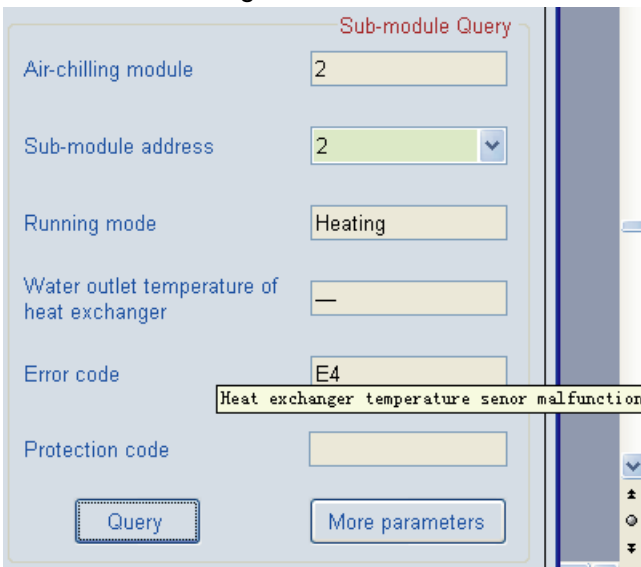 Sub-module Query
Air-chilling module
2
Sub-module address
2
Running mode
Heating
Water outlet temperature of
heat exchanger
—
Error code
E4
Heat exchanger temperature senor malfunction
Protection code
Query
More parameters